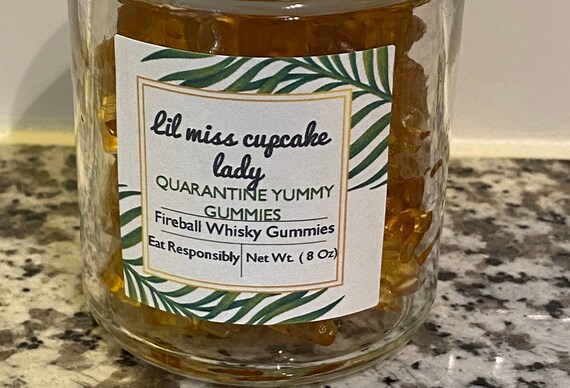 Lil miss cupcake
lady
QUARANTINE YUMMY
GUMMIES
Fireball Whisky Gummies
Eat Responsibly Net Wt. ( 8 Oz)